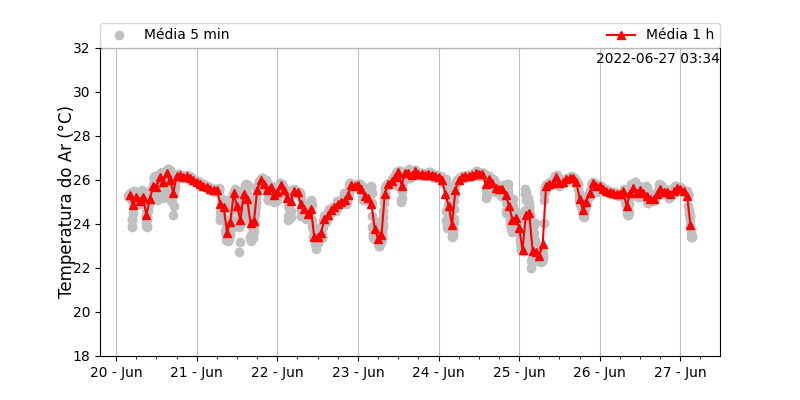 Média 5 min
Média 1 h
2022-06-27 03:34
Temperatura do Ar (°C)
32
30
28
26
24
22
20
18
20 - Jun
21 - Jun
22 - Jun
23 - Jun
24 - Jun
25 - Jun
26 - Jun
27 - Jun